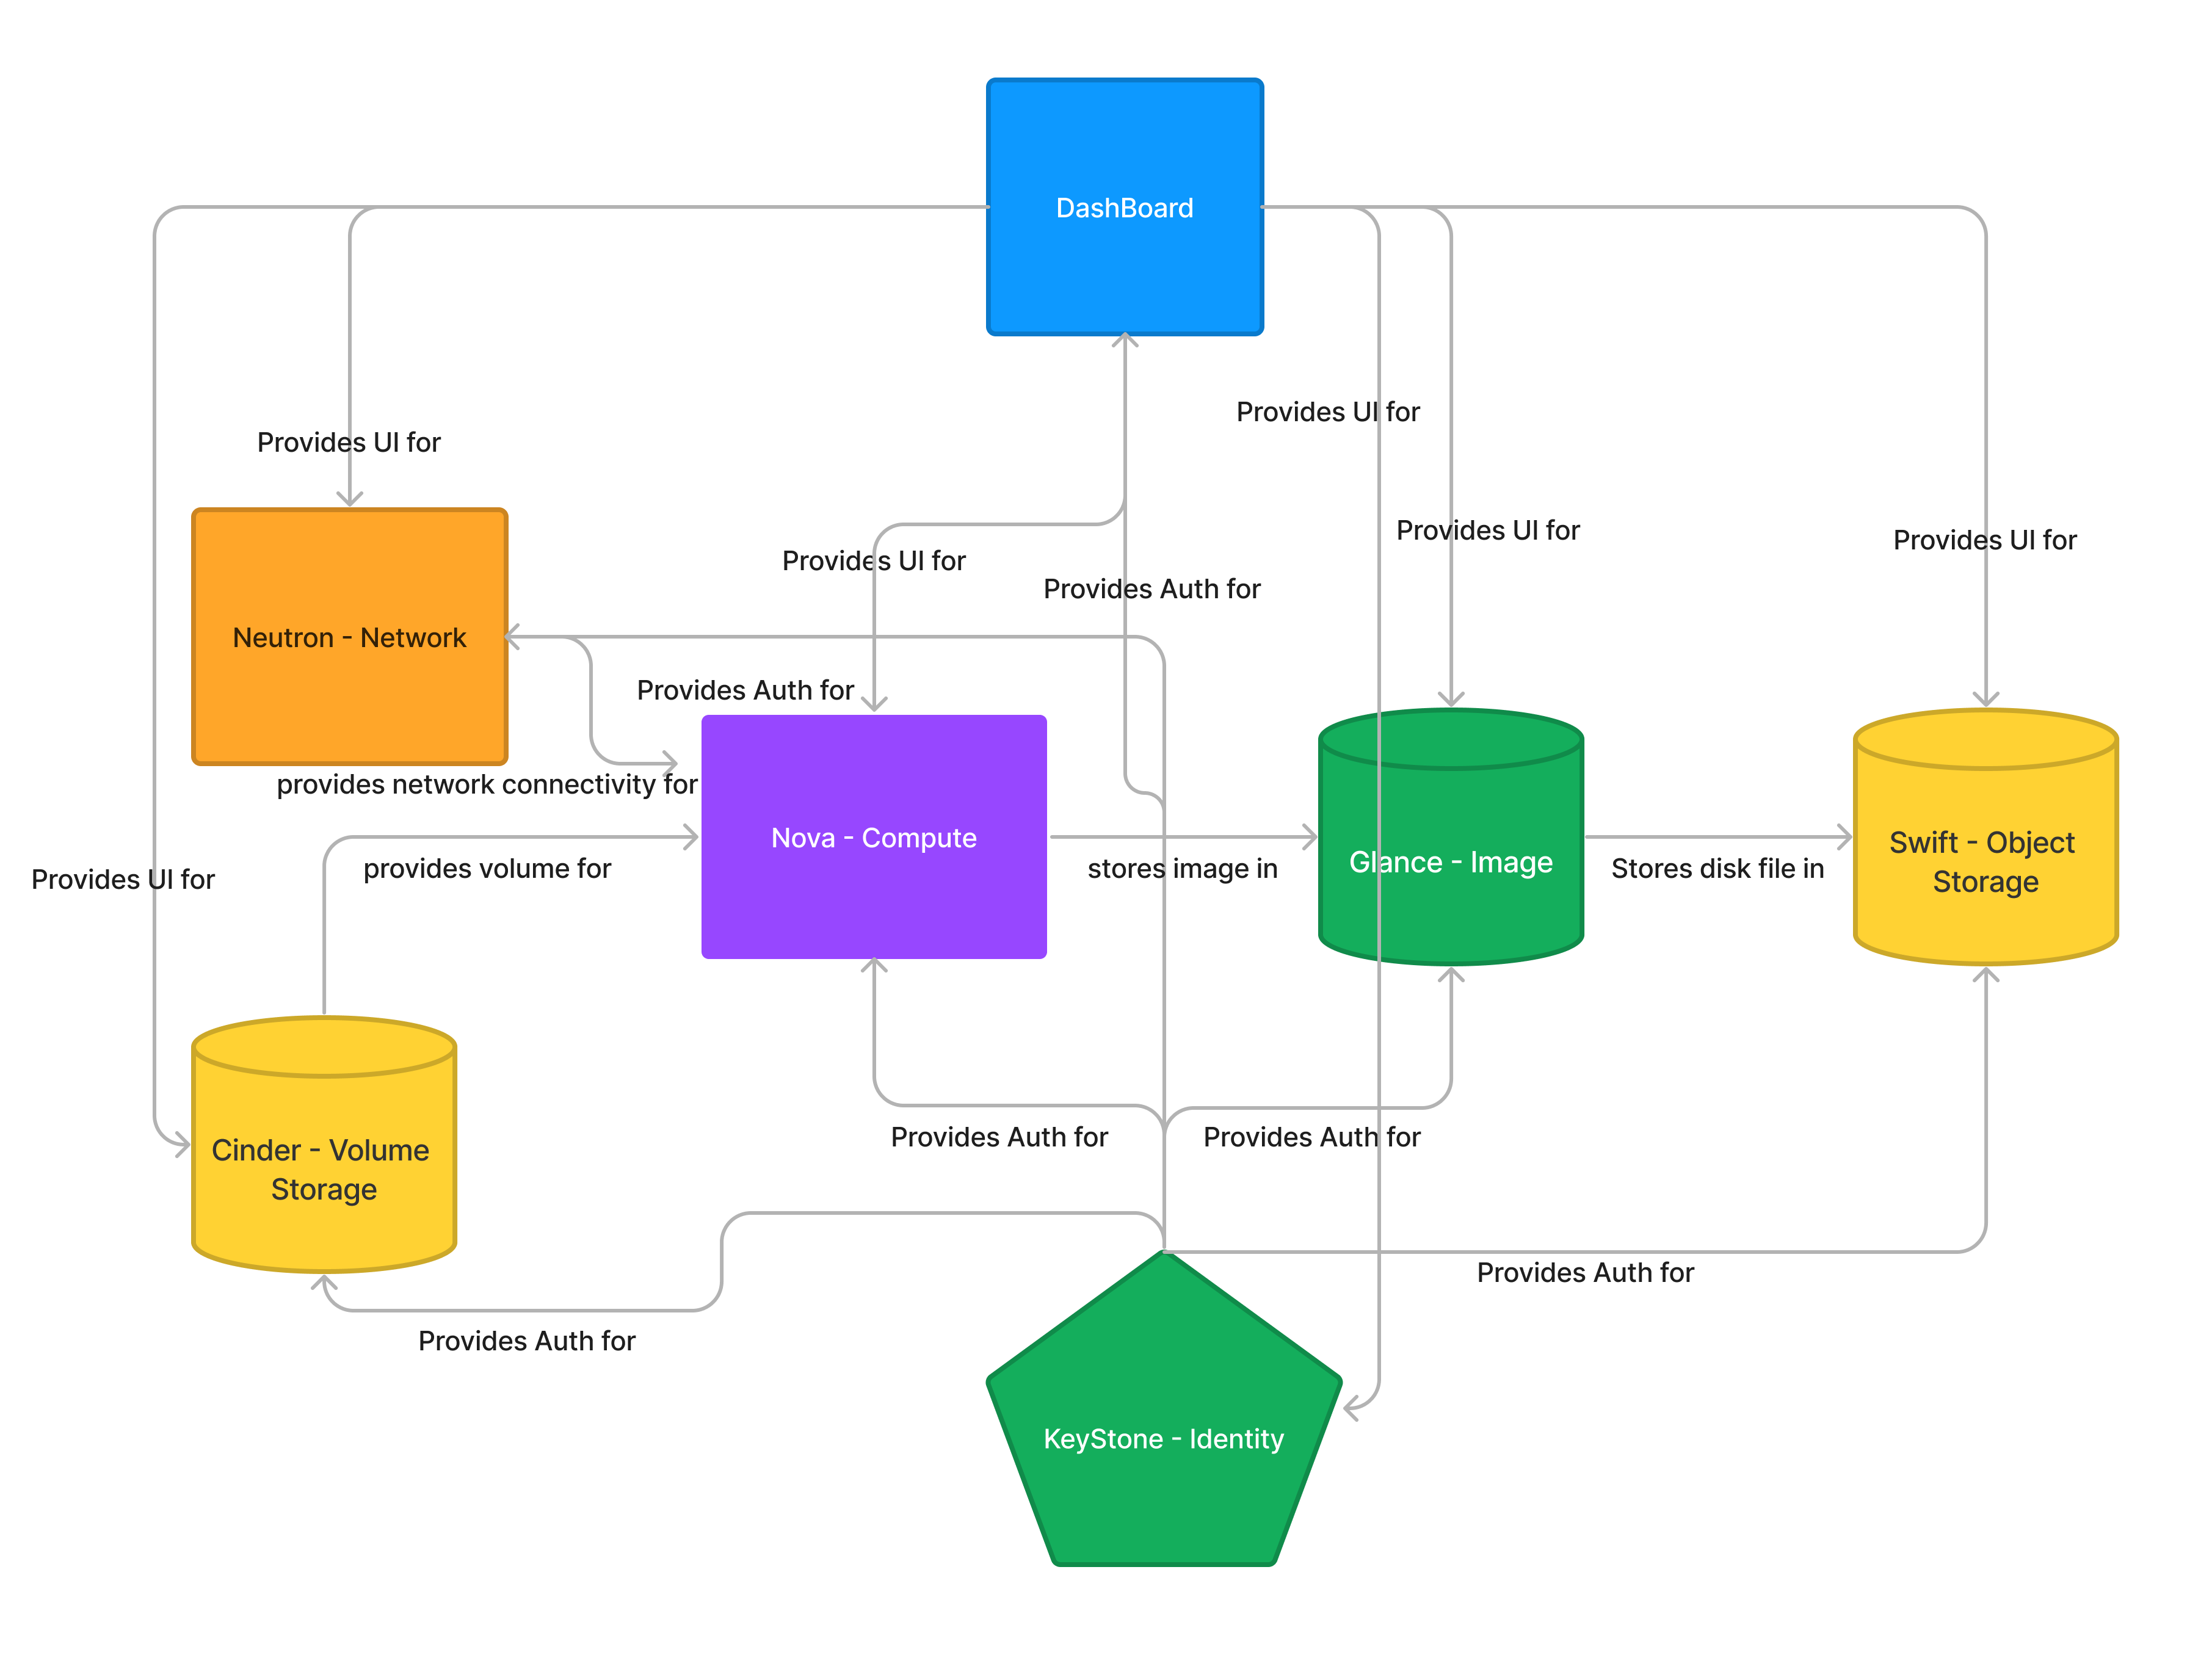 DashBoard
Provides UI for
Provides UI for
Provides UI for
Provides UI for
Provides UI for
Provides Auth for
Neutron - Network
Provides Auth for
provides network connectivity for
Nova - Compute
Provides UI for
provides volume for
stores image in
Glance - Image
Stores disk file in
Swift - Object
Storage
Provides Auth for
Provides Auth for
Cinder - Volume
Storage
Provides Auth for
Provides Auth for
KeyStone - Identity